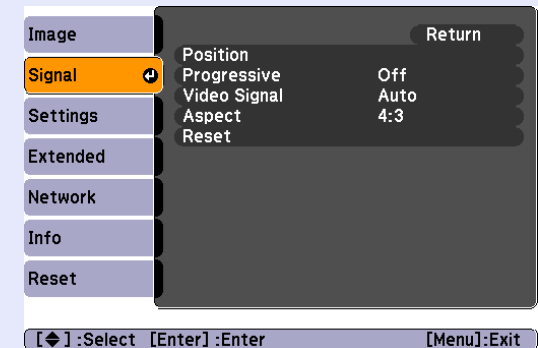 Image
Signal
Settings
Extended
Network
Info
Reset
Return
Position
Progressive Off
Video Signal Auto
Aspect 4:3
Reset
[◆] :Select [Enter] :Enter [Menu]:Exit